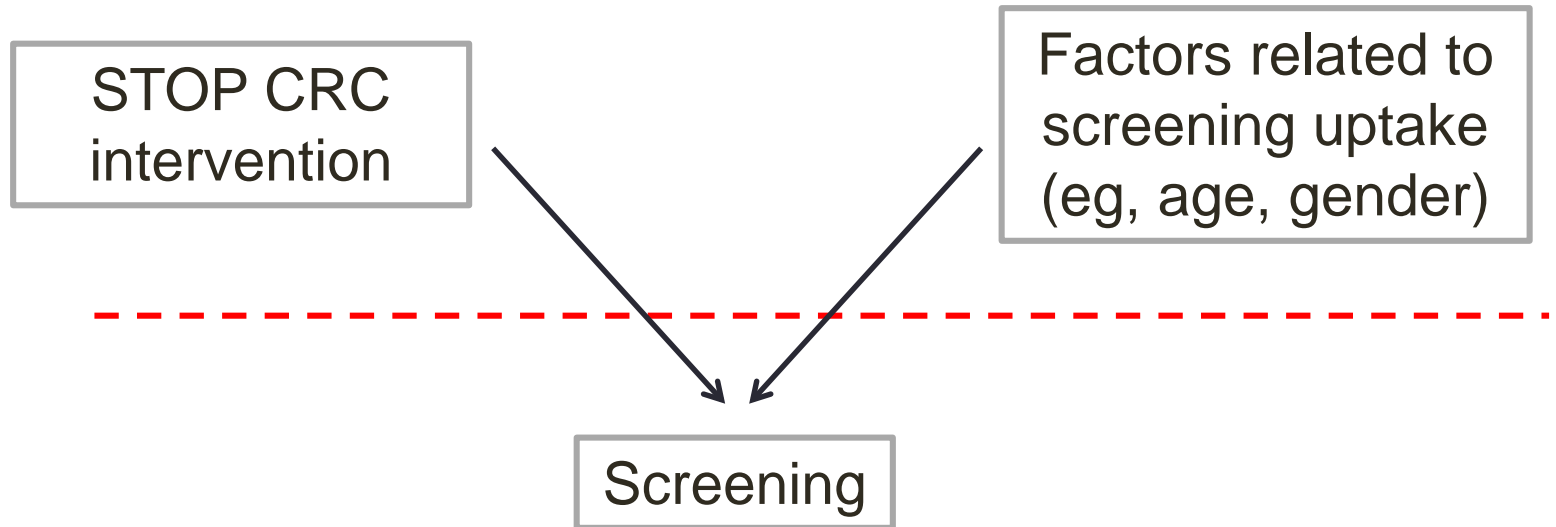 STOP CRC
intervention
Factors related to
screening uptake
(eg, age, gender)
Screening